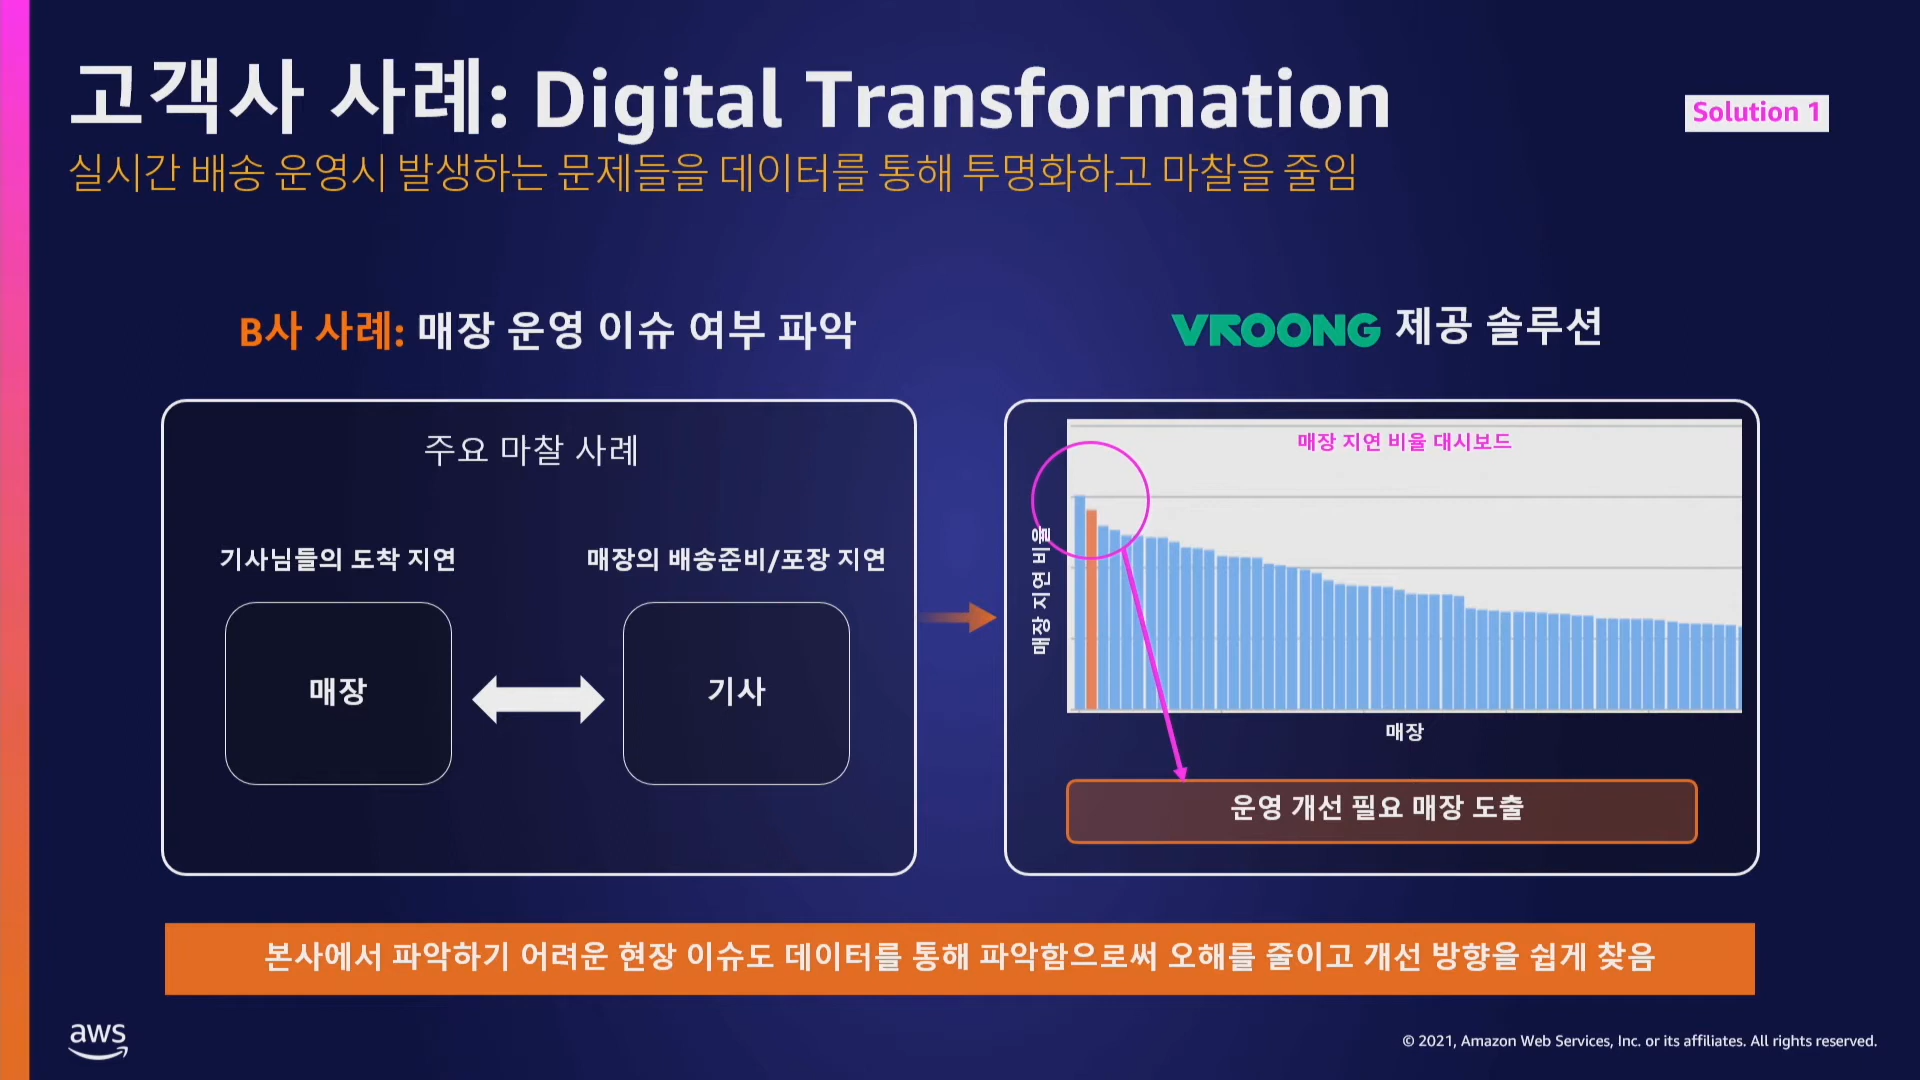 고객사 사례: Digital Transformation
Solution 1
실시간 배송 운영시 발생하는 문제들을 데이터를 통해 투명화하고 마찰을 줄임
B사 사례: 매장 운영 이슈 여부 파악
VROONG 제공 솔루션
주요 마찰 사례
기사님들의 도착 지연
매장의 배송준비/포장 지연
매장
기사
매장 지연 비율 대시보드
매장 지연 비율
매장
운영 개선 필요 매장 도출
본사에서 파악하기 어려운 현장 이슈도 데이터를 통해 파악함으로써 오해를 줄이고 개선 방향을 쉽게 찾음
aws
© 2021, Amazon Web Services, Inc. or its affiliates. All rights reserved.